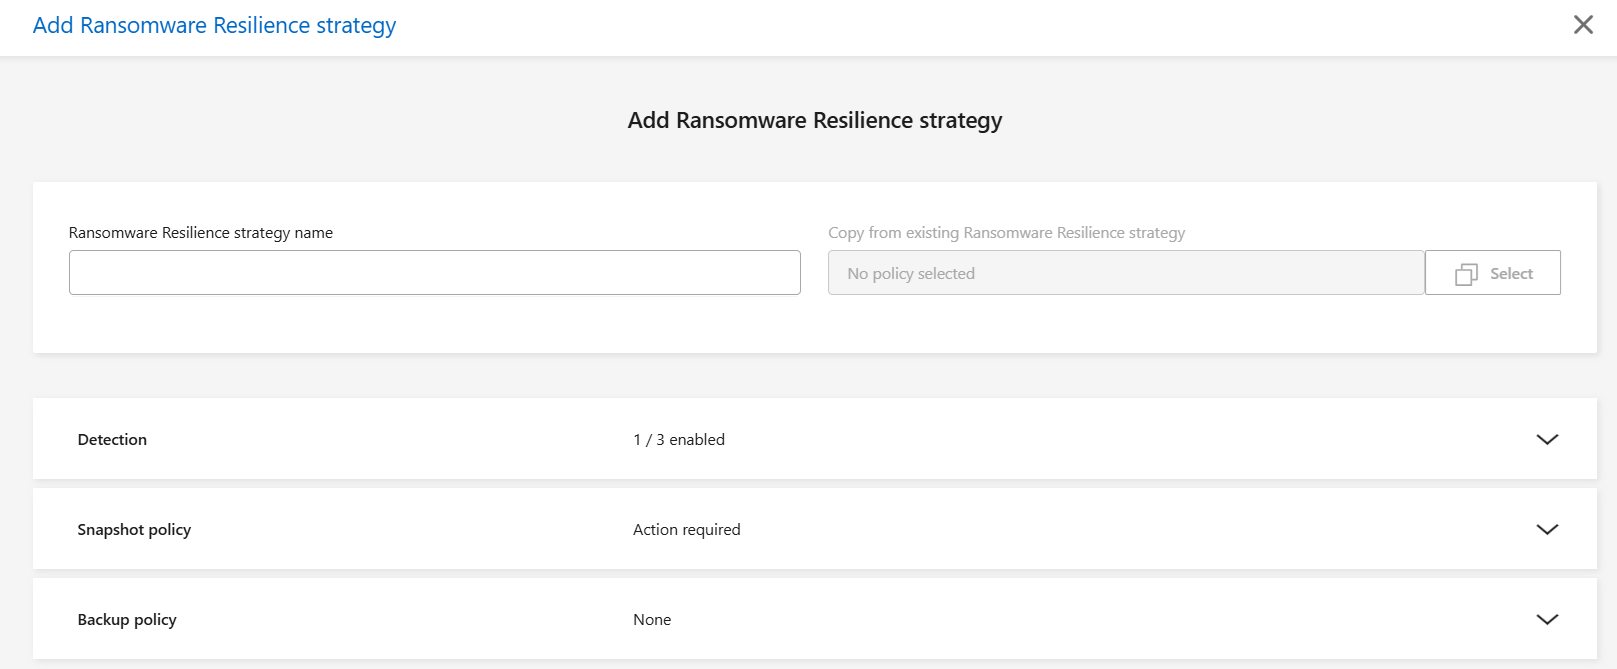 Add Ransomware Resilience strategy
Add Ransomware Resilience strategy
Ransomware Resilience strategy name
Copy from existing Ransomware Resilience strategy
No policy selected
Select
Detection
1 / 3 enabled
Snapshot policy
Action required
Backup policy
None